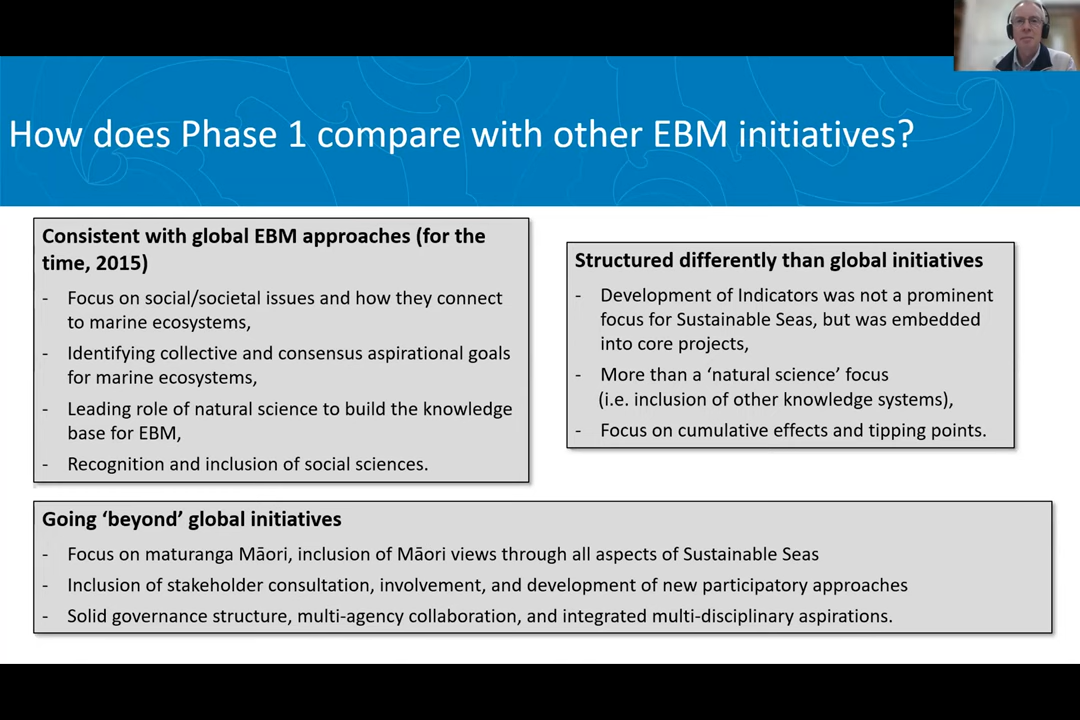 How does Phase 1 compare with other EBM initiatives?
Consistent with global EBM approaches (for the
time, 2015)
- Focus on social/societal issues and how they connect
to marine ecosystems,
- Identifying collective and consensus aspirational goals
for marine ecosystems,
- Leading role of natural science to build the knowledge
base for EBM,
- Recognition and inclusion of social sciences.
Structured differently than global initiatives
- Development of Indicators was not a prominent
focus for Sustainable Seas, but was embedded
into core projects,
- More than a ‘natural science’ focus
(i.e. inclusion of other knowledge systems),
- Focus on cumulative effects and tipping points.
Going ‘beyond’ global initiatives
- Focus on maturanga Māori, inclusion of Māori views through all aspects of Sustainable Seas
- Inclusion of stakeholder consultation, involvement, and development of new participatory approaches
- Solid governance structure, multi-agency collaboration, and integrated multi-disciplinary aspirations.